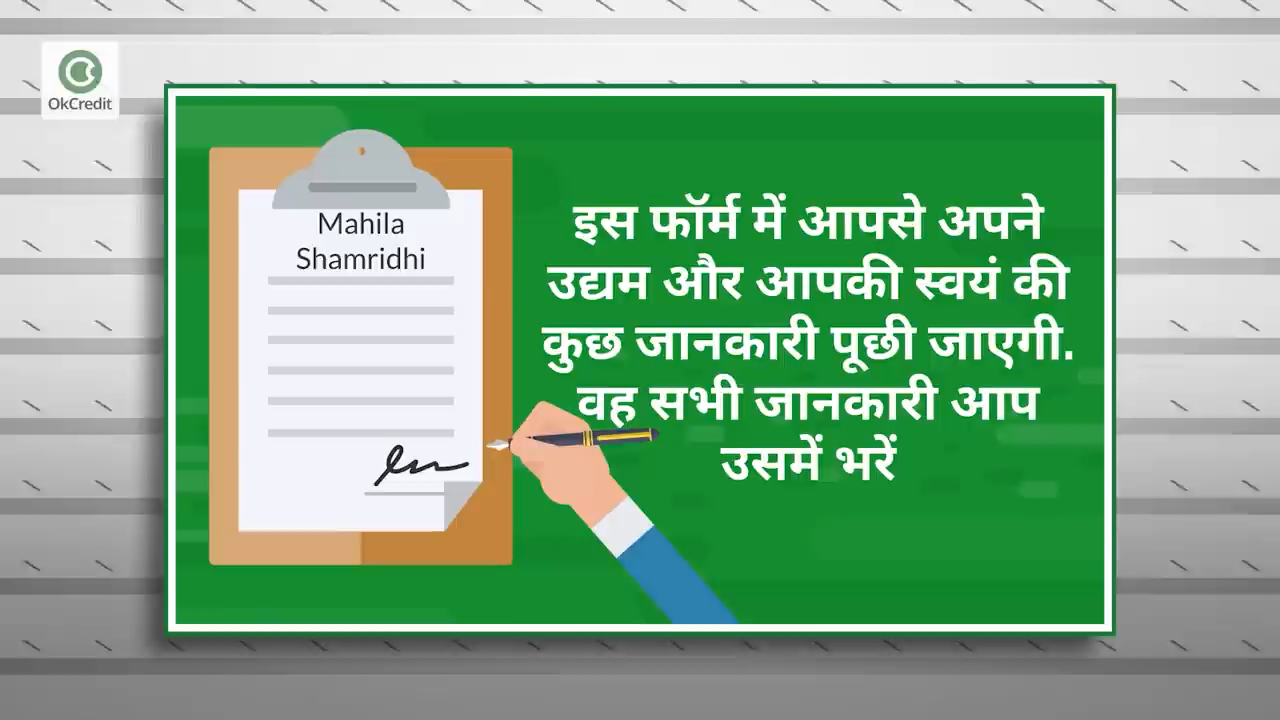 OkCredit
Mahila
Shamridhi
इस फॉर्म में आपसे अपने
उद्यम और आपकी स्वयं की
कुछ जानकारी पूछी जाएगी.
वह सभी जानकारी आप
उसमें भरें